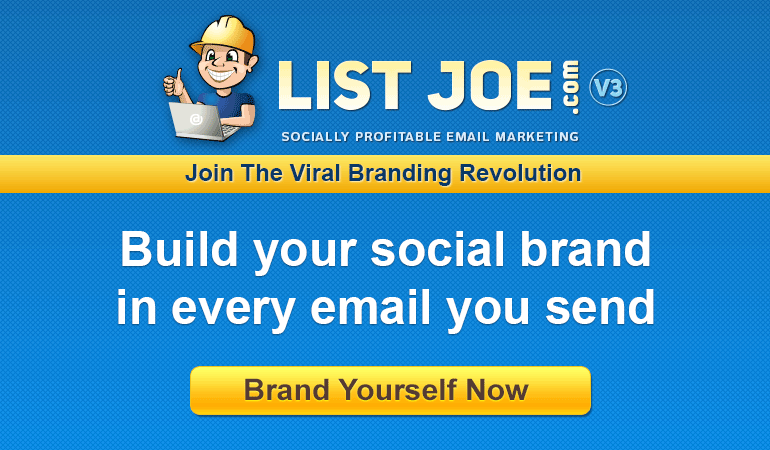 LIST JOE .com V3
SOCIALLY PROFITABLE EMAIL MARKETING
Join The Viral Branding Revolution
Build your social brand
in every email you send
Brand Yourself Now
@